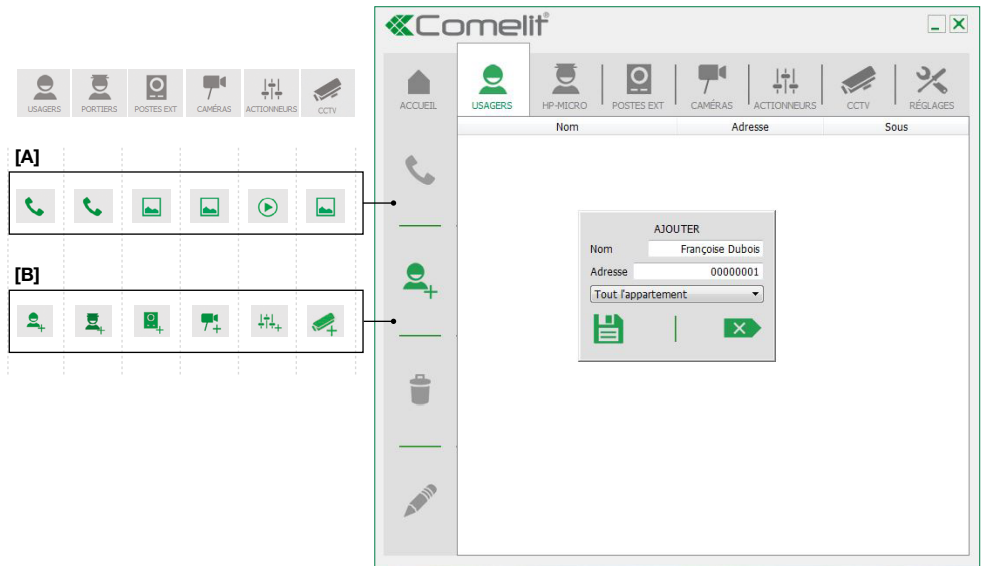 USAGERS PORTIERS POSTES EXT CAMÉRAS ACTIONNEURS CCTV
[A]
[B]
Comelit®
ACCUEIL USAGERS HP-MICRO POSTES EXT CAMÉRAS ACTIONNEURS CCTV RÉGLAGES
Nom Adresse Sous
AJOUTER
Nom Françoise Dubois
Adresse 00000001
Tout l'appartement